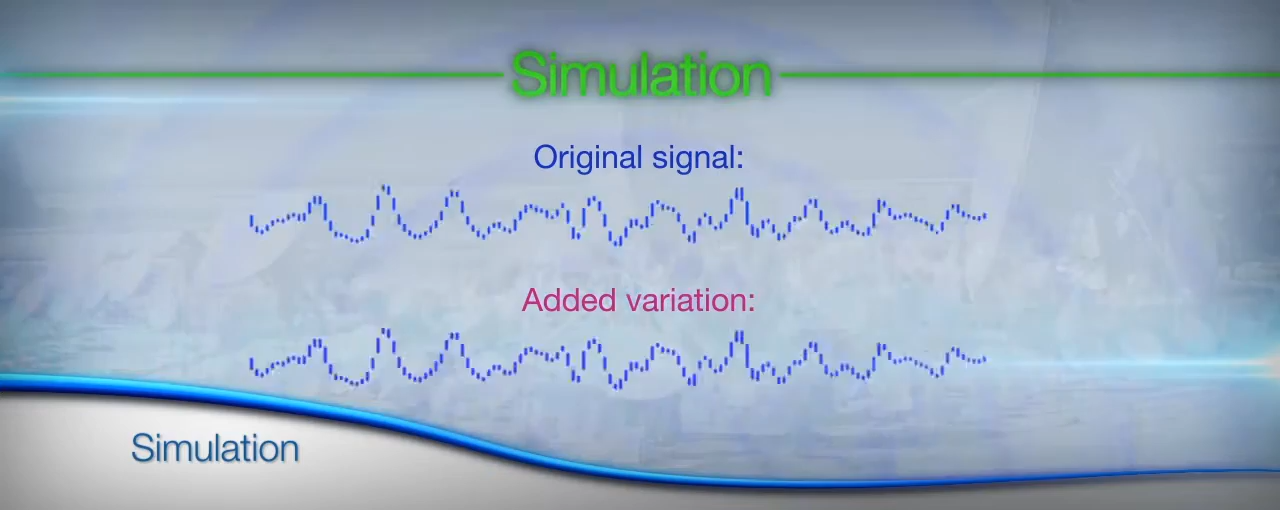 Simulation
Original signal:
Added variation:
Simulation